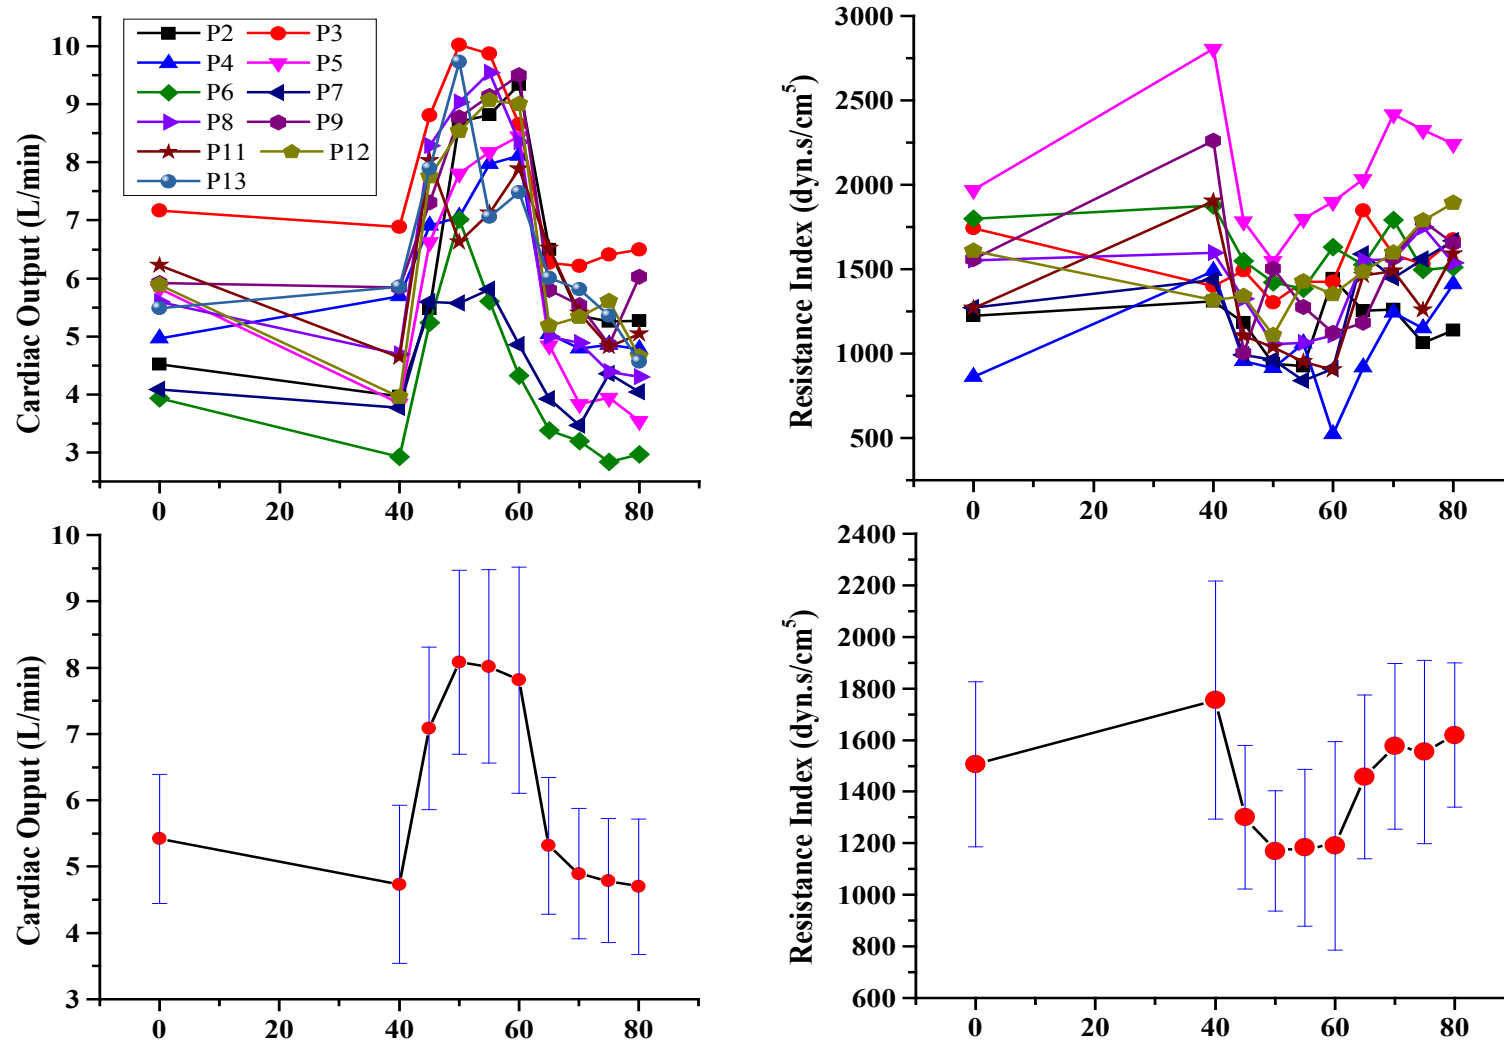 Cardiac Output (L/min)
10
9
8
7
6
5
4
3
0 20 40 60 80
P2 P3
P4 P5
P6 P7
P8 P9
P11 P12
P13
Resistance Index (dyn.s/cm⁵)
3000
2500
2000
1500
1000
500
0 20 40 60 80
Cardiac Ouput (L/min)
10
9
8
7
6
5
4
3
0 20 40 60 80
Resistance Index (dyn.s/cm⁵)
2400
2200
2000
1800
1600
1400
1200
1000
800
600
0 20 40 60 80